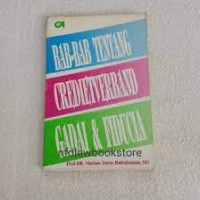 BAB-BAB TENTANG
CREDIETVERBAND
GADAI & FIDUCIA
Prof. DR. Mariam Darus Badrulzaman, SH.